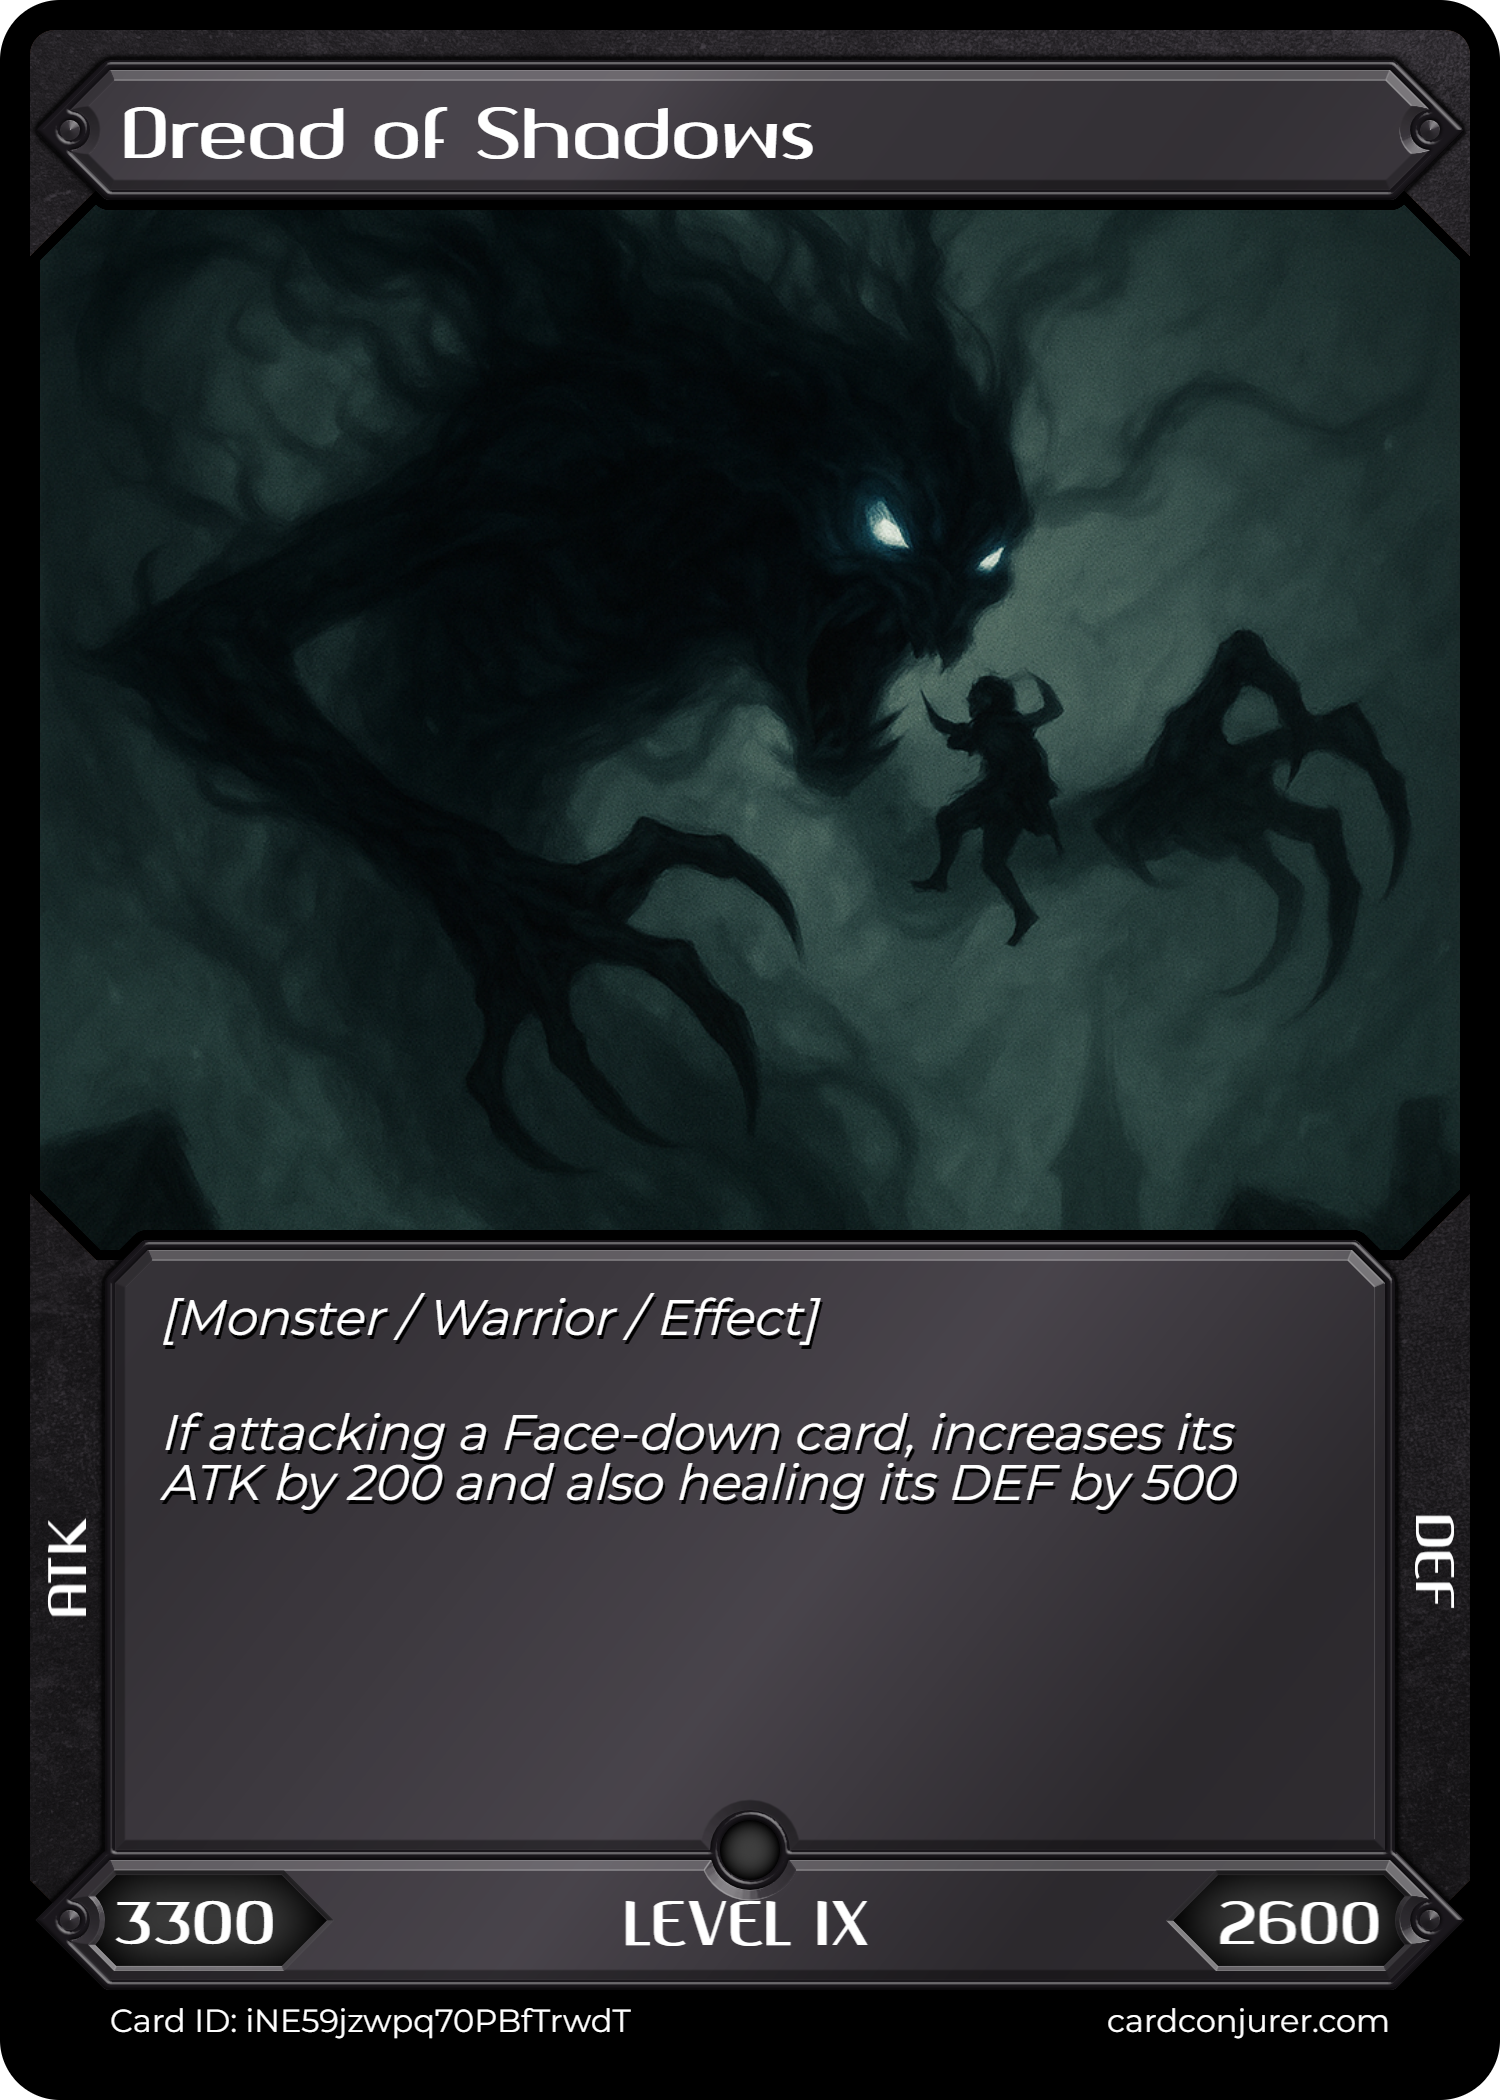 Dread of Shadows
[Monster / Warrior / Effect]
If attacking a Face-down card, increases its
ATK by 200 and also healing its DEF by 500
ATK
DEF
3300
LEVEL IX
2600
Card ID: iNE59jzwpq70PBfTrwdT
cardconjurer.com